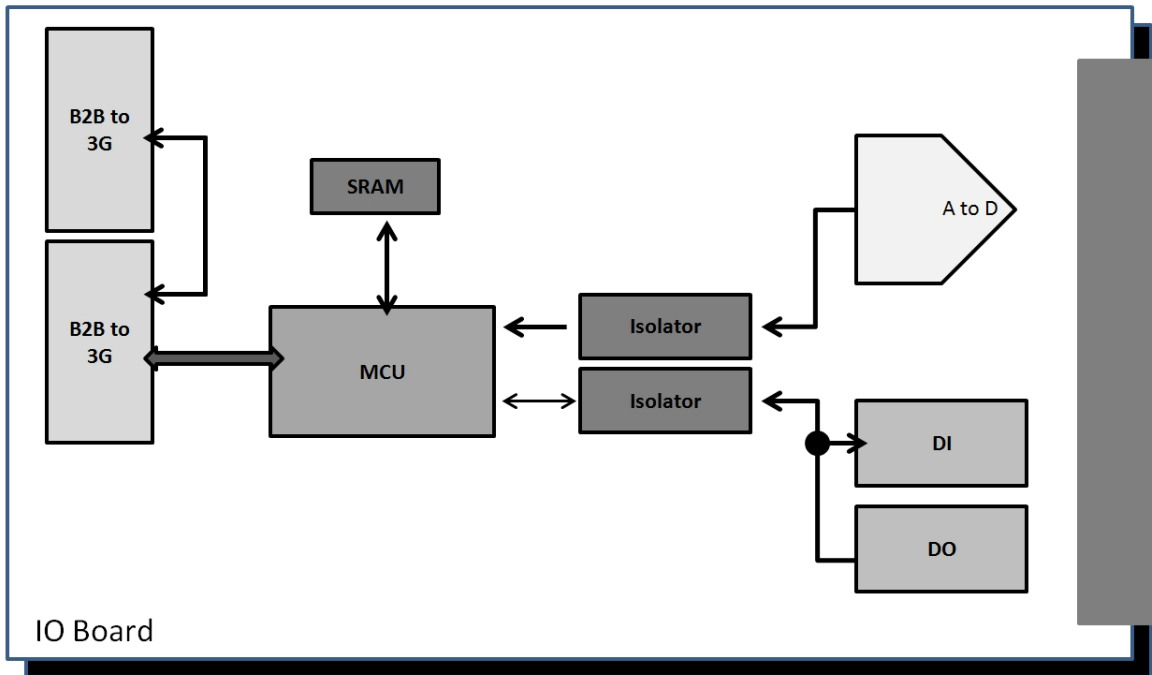 B2B to
3G
SRAM
A to D
B2B to
3G
MCU
Isolator
Isolator
DI
DO
IO Board